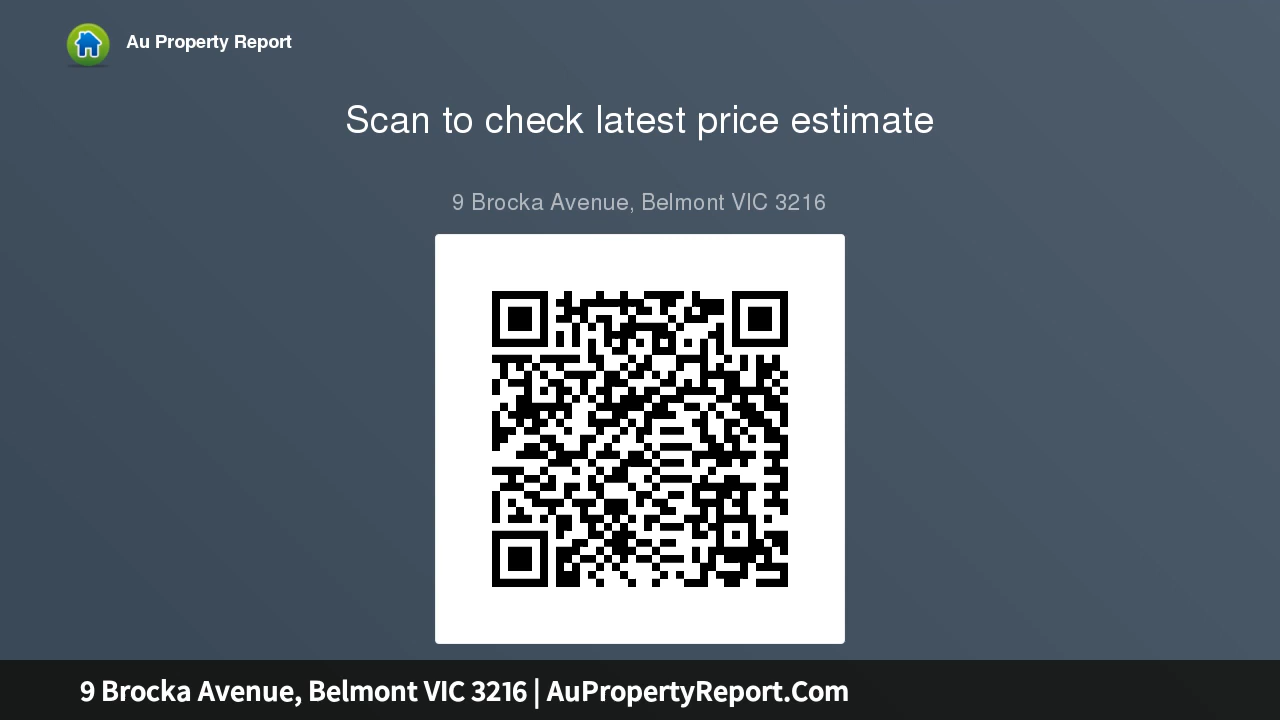 Au Property Report
Scan to check latest price estimate
9 Brocka Avenue, Belmont VIC 3216
9 Brocka Avenue, Belmont VIC 3216 | AuPropertyReport.Com